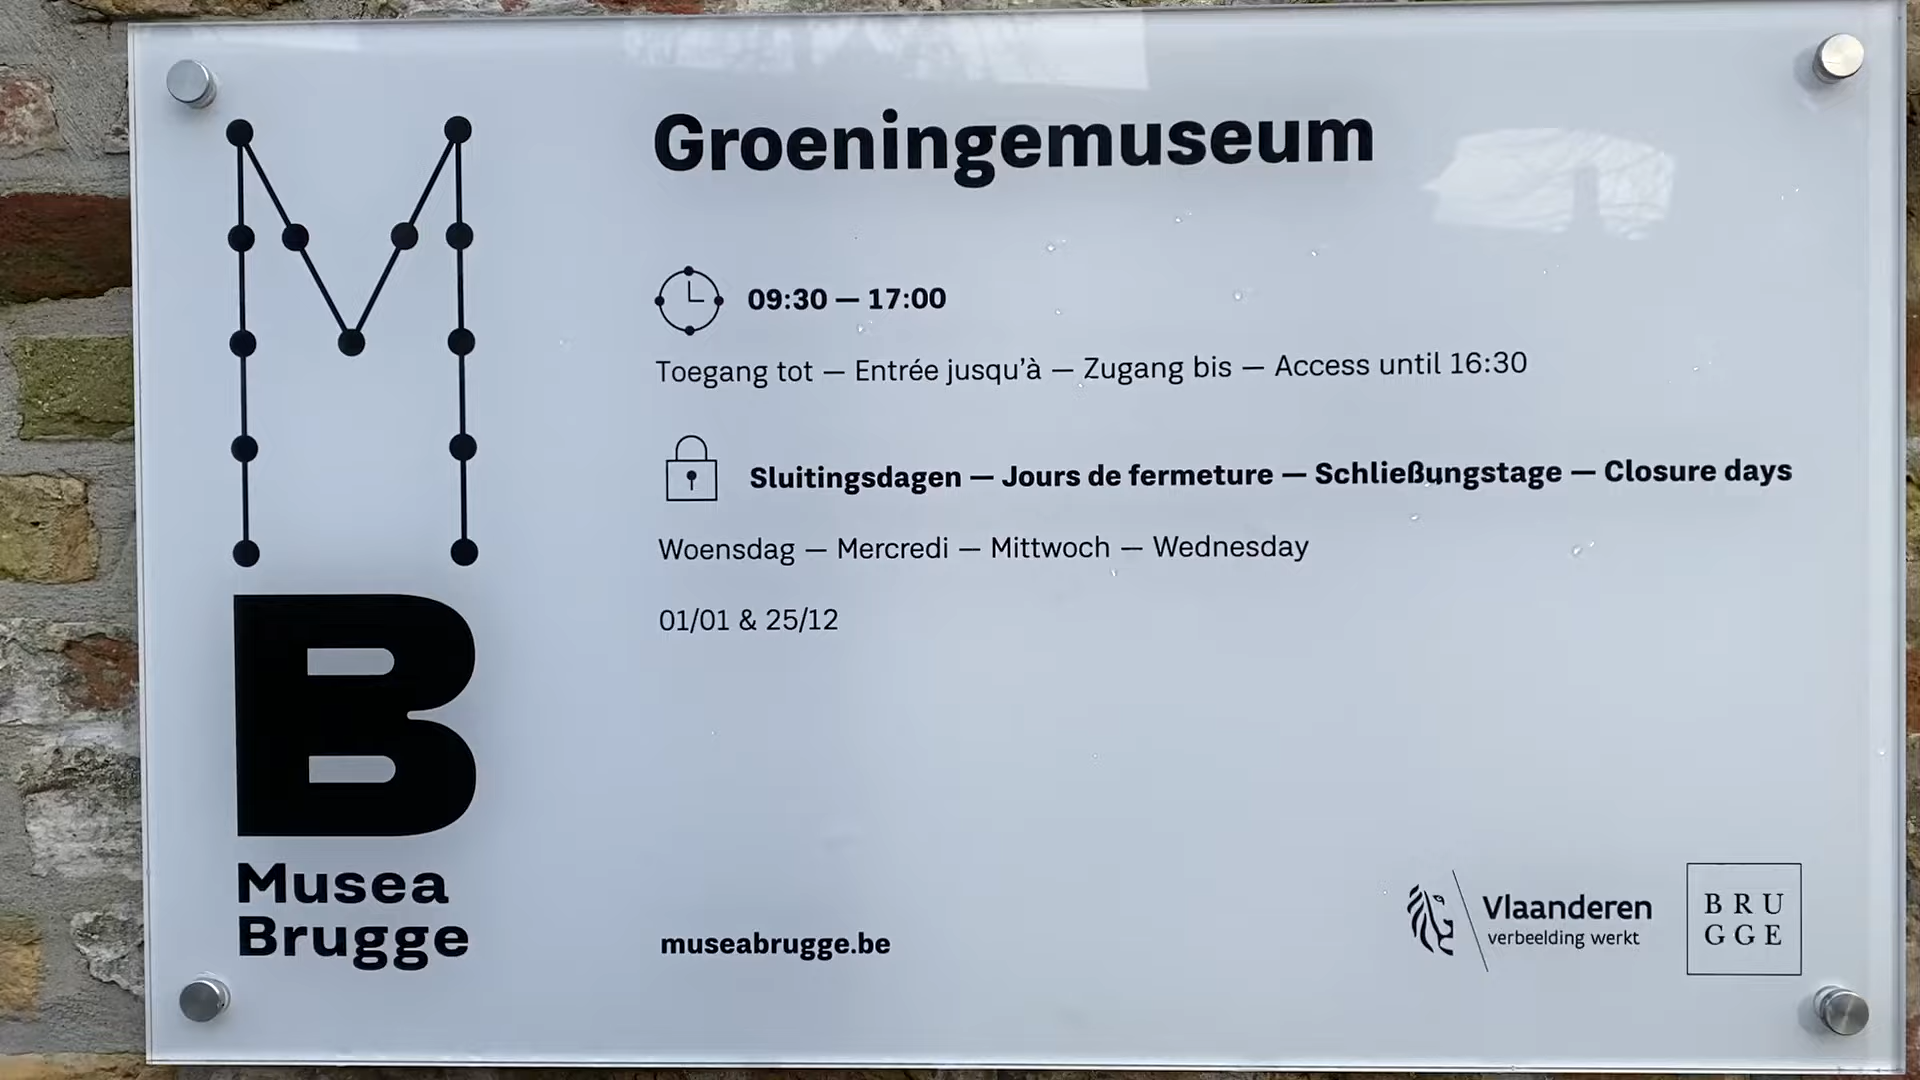 Groeningemuseum
09:30 — 17:00
Toegang tot — Entrée jusqu’à — Zugang bis — Access until 16:30
Sluitingsdagen — Jours de fermeture — Schließungstage — Closure days
Woensdag — Mercredi — Mittwoch — Wednesday
01/01 & 25/12
M
B
Musea
Brugge
museabrugge.be
Vlaanderen
verbeelding werkt
BRU
GGE